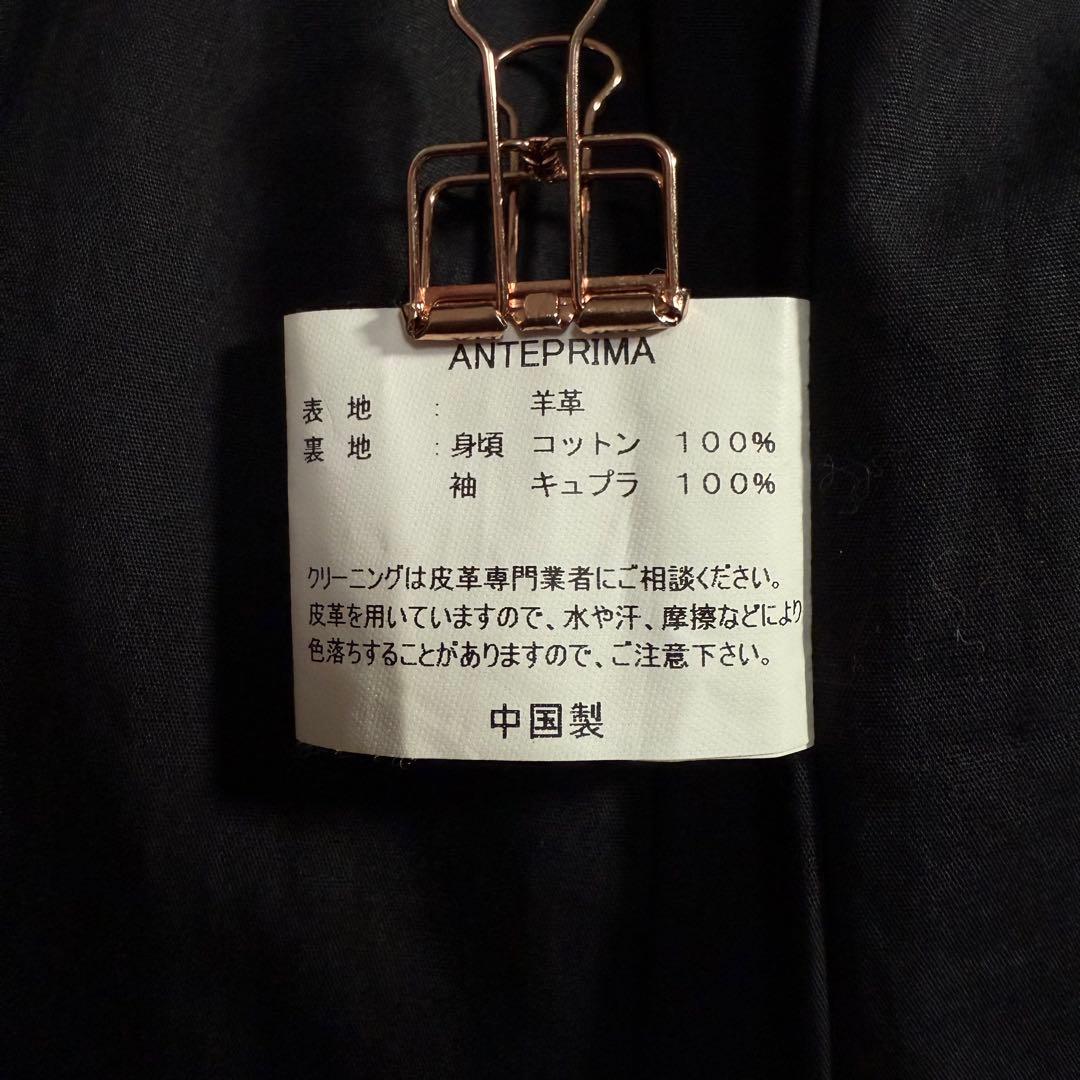 ANTEPRIMA
表 地 : 羊革
裏 地 : 身頃 コットン 100%
袖 キュプラ 100%
クリーニングは皮革専門業者にご相談ください。
皮革を用いていますので、水や汗、摩擦などにより
色落ちすることがありますので、ご注意下さい。
中国製